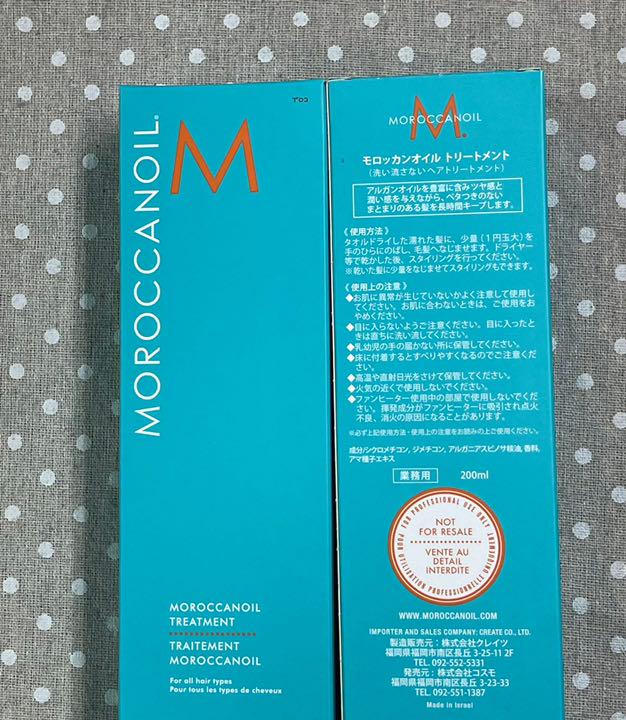 MOROCCANOIL®
M
MOROCCANOIL
TREATMENT
TRAITEMENT
MOROCCANOIL
For all hair types
Pour tous les types de cheveux
M
MOROCCANOIL
モロッカンオイル トリートメント
(洗い流さないヘアトリートメント)
アルガンオイルを豊富に含みツヤ感と
潤い感を与えながら、ベタつきのない
まとまりのある髪を長時間キープします。
《使用方法》
タオルドライした濡れた髪に、少量(1円玉大)を
手のひらにのばし、毛髪へなじませます。ドライヤー
等で乾かした後、スタイリングを行ってください。
※乾いた髪に少量をなじませてスタイリングもできます。
《使用上の注意》
◆お肌に異常が生じていないかよく注意して使用し
てください。お肌に合わないときは、ご使用をお
やめください。
◆目に入らないようご注意ください。目に入ったと
きは直ちに洗い流してください。
◆乳幼児の手の届かない所に保管してください。
◆床に付着するとすべりやすくなるのでご注意くだ
さい。
◆高温や直射日光をさけて保管してください。
◆火気の近くで使用しないでください。
◆ファンヒーター使用中の部屋で使用しないでくだ
さい。揮発成分がファンヒーターに吸引され点火
不良、消火の原因になることがあります。
※必ず上記使用方法・使用上の注意をお読みの上ご使用ください。
成分/シクロメチコン, ジメチコン, アルガニアスピノサ核油, 香料,
アマ種子エキス
業務用 200ml
FOR PROFESSIONAL USE ONLY
NOT
FOR RESALE
VENTE AU
DETAIL
INTERDITE
POUR UTILISATION PROFESSIONNELLE UNIQUEMENT
WWW.MOROCCANOIL.COM
IMPORTER AND SALES COMPANY: CREATE CO., LTD.
製造販売元:株式会社クレイツ
福岡県福岡市南区長丘 3-25-11 2F
TEL. 092-552-5331
発売元:株式会社コスモ
福岡県福岡市南区長丘 3-23-33
TEL. 092-551-1387
Made in Israel